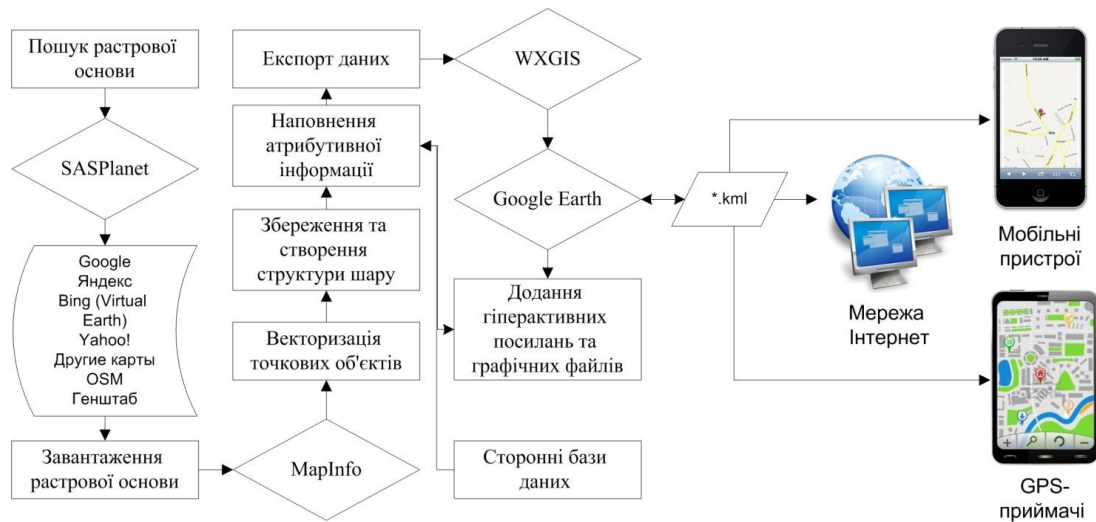 Пошук растрової
основи
SASPlanet
Google
Яндекс
Bing (Virtual
Earth)
Yahoo!
Другие карты
OSM
Генштаб
Завантаження
растрової основи
MapInfo
Векторизація
точкових об'єктів
Збереження та
створення
структури шару
Наповнення
атрибутивної
інформації
Експорт даних
WXGIS
Google Earth
Додання
гіперактивних
посилань та
графічних файлів
Сторонні бази
даних
*.kml
Мобільні
пристрої
Мережа
Інтернет
GPS-
приймачі